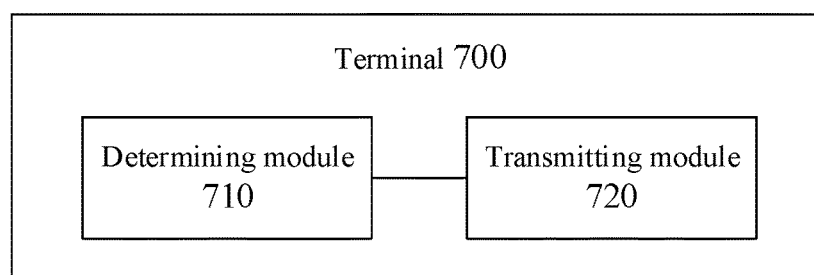 Terminal 700
Determining module
710
Transmitting module
720